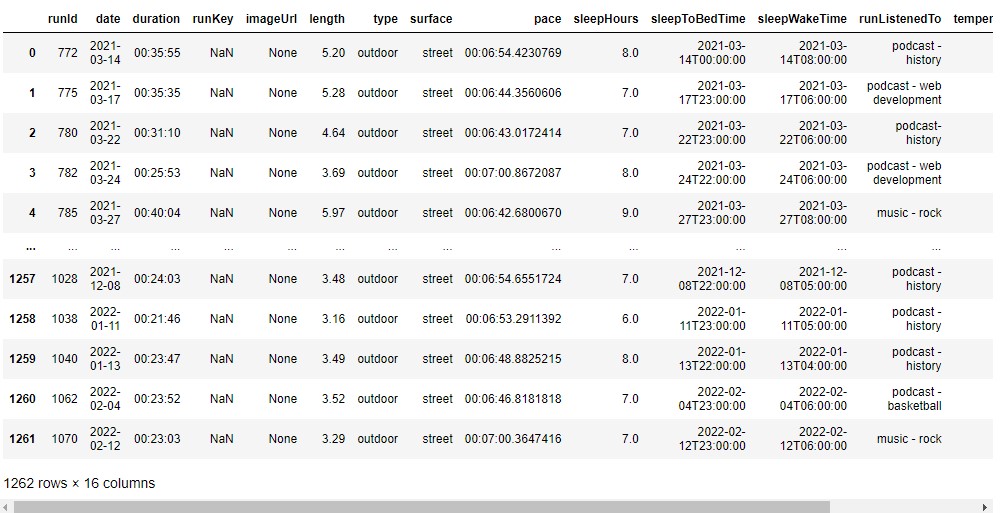 runId date duration runKey imageUrl length type surface pace sleepHours sleepToBedTime sleepWakeTime runListenedTo temper
0 772 2021-03-14 00:35:55 NaN None 5.20 outdoor street 00:06:54.4230769 8.0 2021-03-14T00:00:00 2021-03-14T08:00:00 podcast - history
1 775 2021-03-17 00:35:35 NaN None 5.28 outdoor street 00:06:44.3560606 7.0 2021-03-17T23:00:00 2021-03-17T06:00:00 podcast - web development
2 780 2021-03-22 00:31:10 NaN None 4.64 outdoor street 00:06:43.0172414 7.0 2021-03-22T23:00:00 2021-03-22T06:00:00 podcast-history
3 782 2021-03-24 00:25:53 NaN None 3.69 outdoor street 00:07:00.8672087 8.0 2021-03-24T22:00:00 2021-03-24T06:00:00 podcast - web development
4 785 2021-03-27 00:40:04 NaN None 5.97 outdoor street 00:06:42.6800670 9.0 2021-03-27T23:00:00 2021-03-27T08:00:00 music - rock
... ... ... ... ... ... ... ... ... ... ... ... ... ...
1257 1028 2021-12-08 00:24:03 NaN None 3.48 outdoor street 00:06:54.6551724 7.0 2021-12-08T22:00:00 2021-12-08T05:00:00 podcast - history
1258 1038 2022-01-11 00:21:46 NaN None 3.16 outdoor street 00:06:53.2911392 6.0 2022-01-11T23:00:00 2022-01-11T05:00:00 podcast - history
1259 1040 2022-01-13 00:23:47 NaN None 3.49 outdoor street 00:06:48.8825215 8.0 2022-01-13T22:00:00 2022-01-13T04:00:00 podcast - history
1260 1062 2022-02-04 00:23:52 NaN None 3.52 outdoor street 00:06:46.8181818 7.0 2022-02-04T23:00:00 2022-02-04T06:00:00 podcast - basketball
1261 1070 2022-02-12 00:23:03 NaN None 3.29 outdoor street 00:07:00.3647416 7.0 2022-02-12T23:00:00 2022-02-12T06:00:00 music - rock
1262 rows × 16 columns